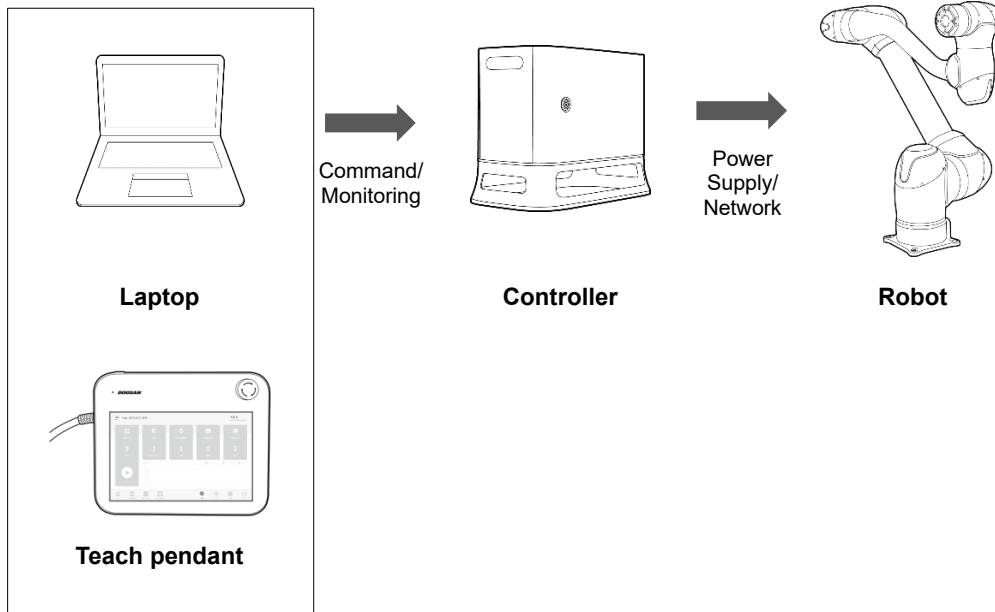 Command/
Monitoring
Power
Supply/
Network
Laptop
Controller
Robot
DOOSAN
Teach pendant